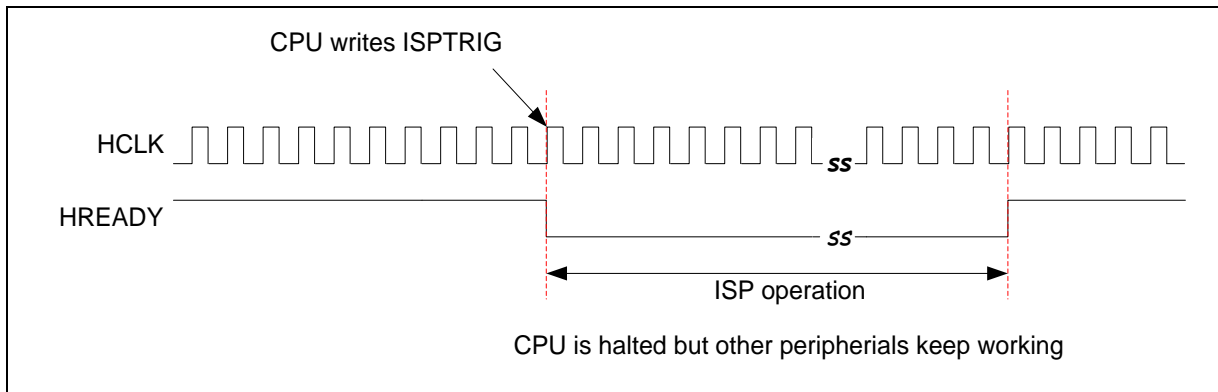 CPU writes ISPTRIG
HCLK
ss
HREADY
ss
ISP operation
CPU is halted but other peripherials keep working